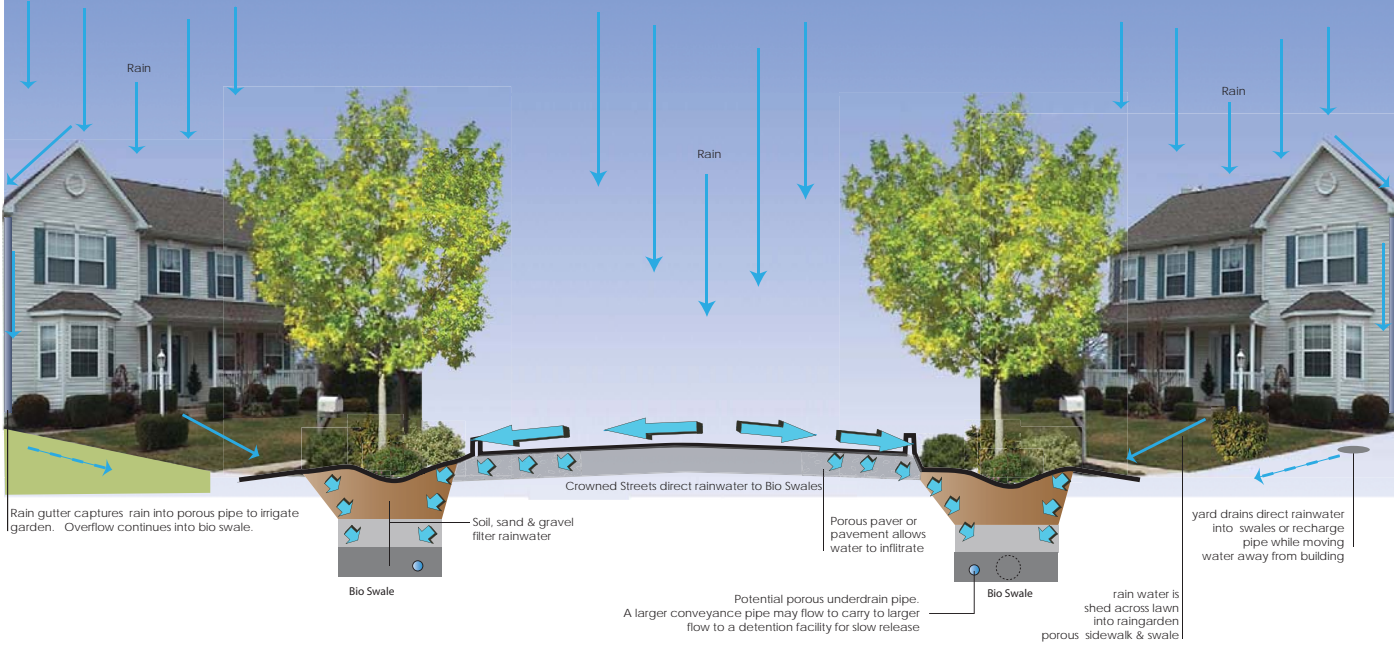 Rain
Rain
Rain
Crowned Streets direct rainwater to Bio Swales
Rain gutter captures rain into porous pipe to irrigate
garden. Overflow continues into bio swale.
Soil, sand & gravel
filter rainwater
Porous paver or
pavement allows
water to inflitrate
yard drains direct rainwater
into swales or recharge
pipe while moving
water away from building
Bio Swale
Bio Swale
Potential porous underdrain pipe.
A larger conveyance pipe may flow to carry to larger
flow to a detention facility for slow release
rain water is
shed across lawn
into raingarden
porous sidewalk & swale